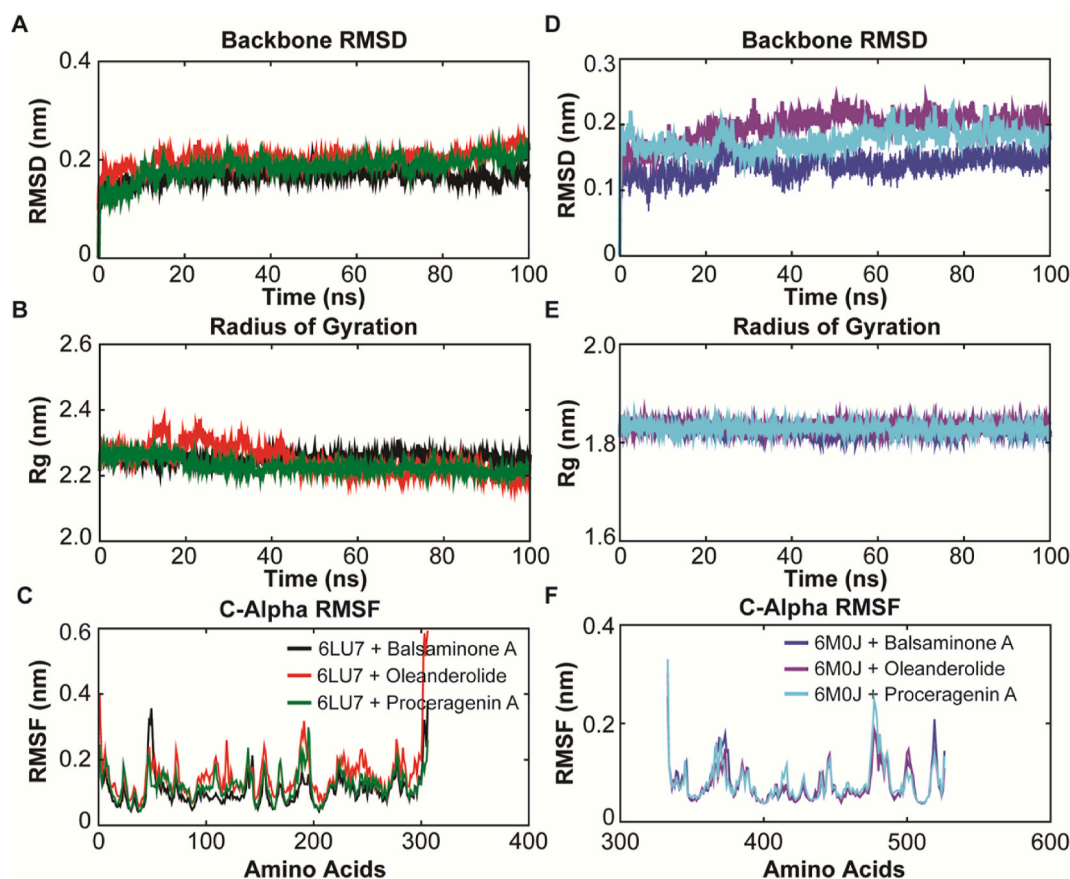 A
Backbone RMSD
0.4
0.2
0
RMSD (nm)
0 20 40 60 80 100
Time (ns)
B
Radius of Gyration
2.6
2.4
2.2
2.0
Rg (nm)
0 20 40 60 80 100
Time (ns)
C
C-Alpha RMSF
0.6
0.4
0.2
0
RMSF (nm)
6LU7 + Balsaminone A
6LU7 + Oleanderolide
6LU7 + Proceragenin A
0 100 200 300 400
Amino Acids
D
Backbone RMSD
0.3
0.2
0.1
0
RMSD (nm)
0 20 40 60 80 100
Time (ns)
E
Radius of Gyration
2.0
1.8
1.6
Rg (nm)
0 20 40 60 80 100
Time (ns)
F
C-Alpha RMSF
0.4
0.2
0
RMSF (nm)
6M0J + Balsaminone A
6M0J + Oleanderolide
6M0J + Proceragenin A
300 400 500 600
Amino Acids